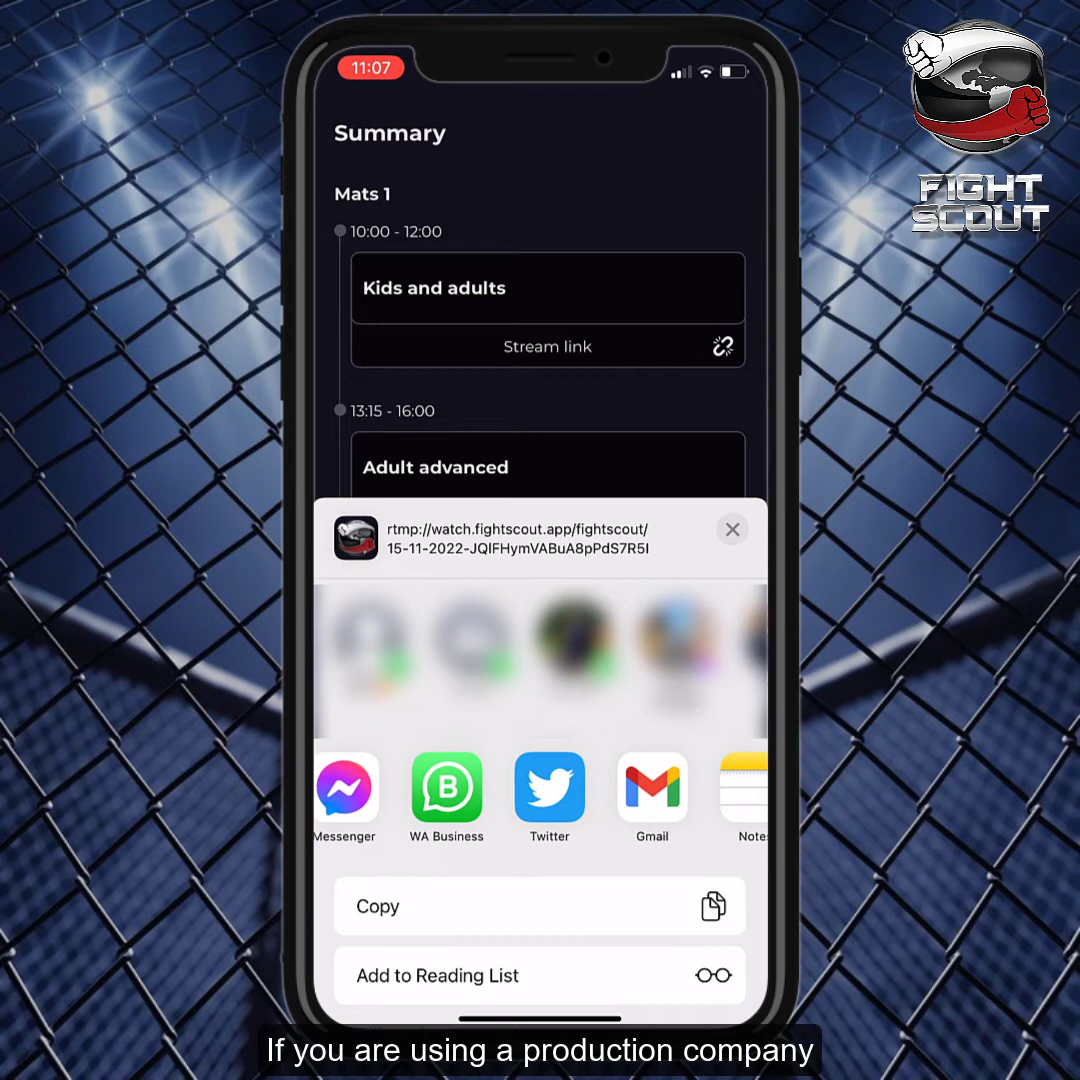 11:07
FIGHT
SCOUT
Summary
Mats 1
10:00 - 12:00
Kids and adults
Stream link
13:15 - 16:00
Adult advanced
rtmp://watch.fightscout.app/fightscout/
15-11-2022-JQIFHymVABuA8pPdS7R5I
Messenger
WA Business
Twitter
Gmail
Notes
Copy
Add to Reading List
If you are using a production company